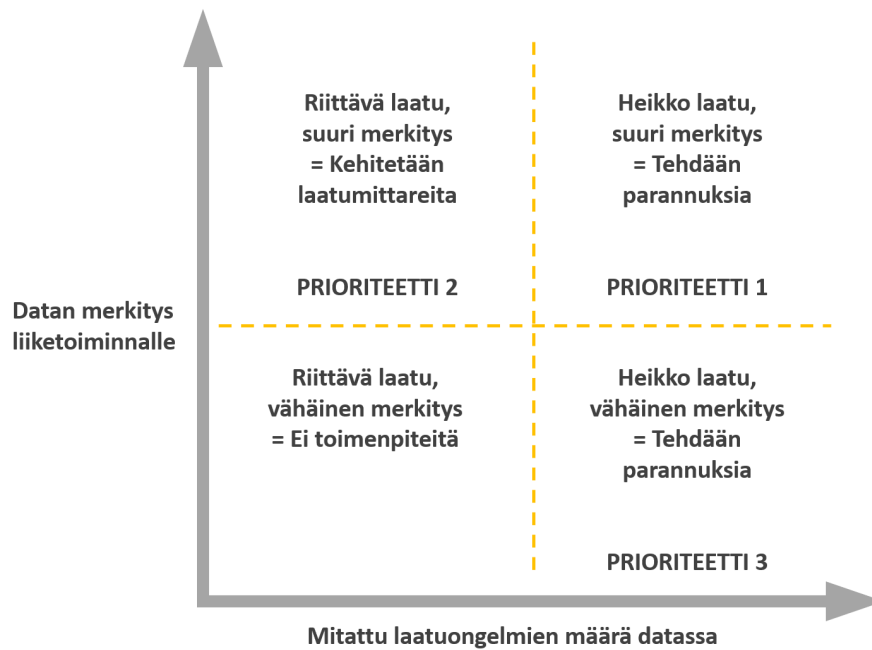 Riittävä laatu,
suuri merkitys
= Kehitetään
laatumittareita
PRIORITEETTI 2
Heikko laatu,
suuri merkitys
= Tehdään
parannuksia
PRIORITEETTI 1
Datan merkitys
liiketoiminnalle
Riittävä laatu,
vähäinen merkitys
= Ei toimenpiteitä
Heikko laatu,
vähäinen merkitys
= Tehdään
parannuksia
PRIORITEETTI 3
Mitattu laatuongelmien määrä datassa